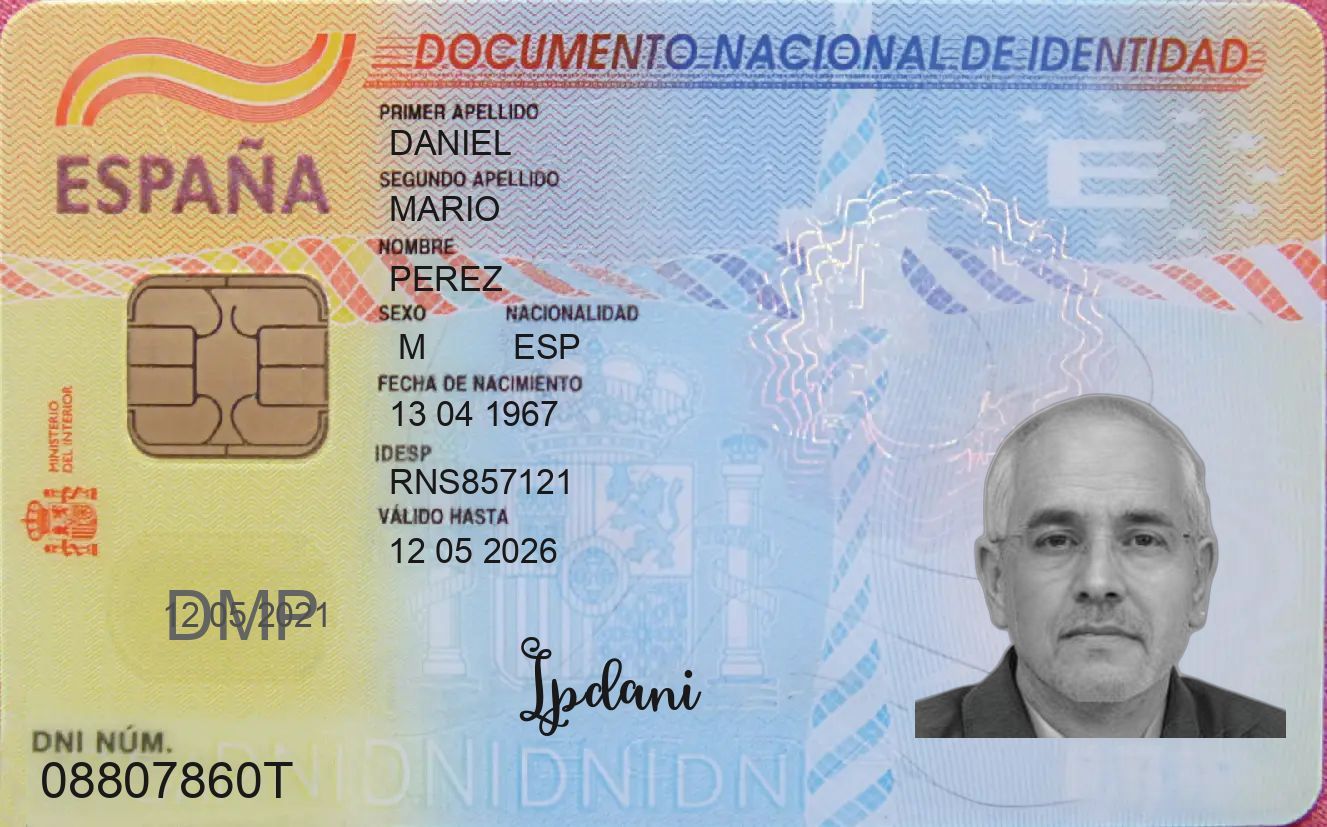 DOCUMENTO NACIONAL DE IDENTIDAD
ESPAÑA
PRIMER APELLIDO
DANIEL
SEGUNDO APELLIDO
MARIO
NOMBRE
PEREZ
SEXO NACIONALIDAD
M ESP
FECHA DE NACIMIENTO
13 04 1967
IDESP
RNS857121
VÁLIDO HASTA
12 05 2026
MINISTERIO
DEL INTERIOR
12 05 2021
DMP
Ipdani
DNI NÚM.
08807860T
DNIDNIDNIDNI
E